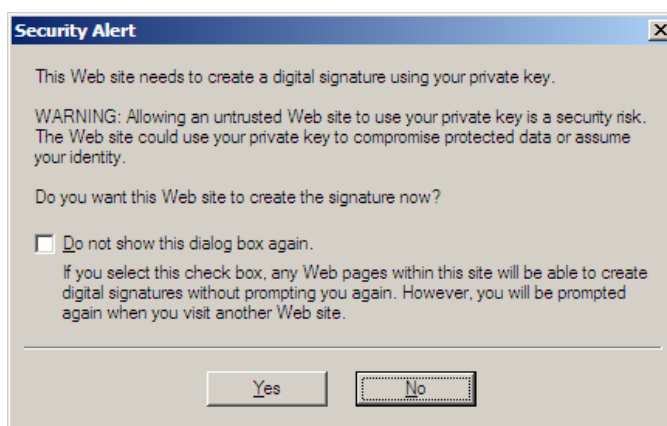 Security Alert
This Web site needs to create a digital signature using your private key.
WARNING: Allowing an untrusted Web site to use your private key is a security risk.
The Web site could use your private key to compromise protected data or assume
your identity.
Do you want this Web site to create the signature now?
Do not show this dialog box again.
If you select this check box, any Web pages within this site will be able to create
digital signatures without prompting you again. However, you will be prompted
again when you visit another Web site.
Yes No